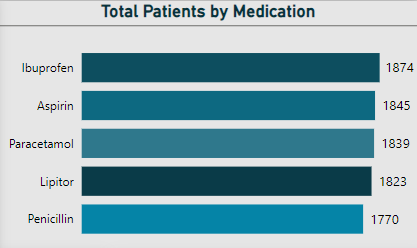 Total Patients by Medication
Ibuprofen 1874
Aspirin 1845
Paracetamol 1839
Lipitor 1823
Penicillin 1770